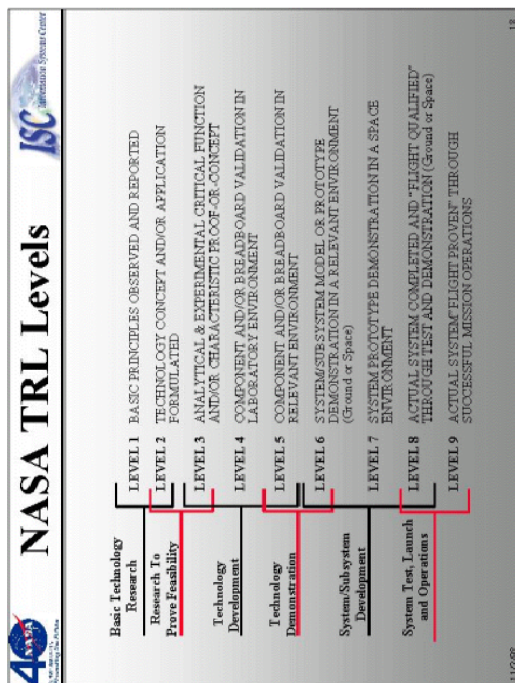 NASA TRL Levels
ISC
Information Systems Center
NASA
Basic Technology
Research
Research To
Prove Feasibility
Technology
Development
Technology
Demonstration
System/Subsystem
Development
System Test, Launch
and Operations
LEVEL 1 BASIC PRINCIPLES OBSERVED AND REPORTED
LEVEL 2 TECHNOLOGY CONCEPT AND/OR APPLICATION
FORMULATED
LEVEL 3 ANALYTICAL & EXPERIMENTAL CRITICAL FUNCTION
AND/OR CHARACTERISTIC PROOF-OR-CONCEPT
LEVEL 4 COMPONENT AND/OR BREADBOARD VALIDATION IN
LABORATORY ENVIRONMENT
LEVEL 5 COMPONENT AND/OR BREADBOARD VALIDATION IN
RELEVANT ENVIRONMENT
LEVEL 6 SYSTEM/SUBSYSTEM MODEL OR PROTOTYPE
DEMONSTRATION IN A RELEVANT ENVIRONMENT
(Ground or Space)
LEVEL 7 SYSTEM PROTOTYPE DEMONSTRATION IN A SPACE
ENVIRONMENT
LEVEL 8 ACTUAL SYSTEM COMPLETED AND "FLIGHT QUALIFIED"
THROUGH TEST AND DEMONSTRATION (Ground or Space)
LEVEL 9 ACTUAL SYSTEM "FLIGHT PROVEN" THROUGH
SUCCESSFUL MISSION OPERATIONS